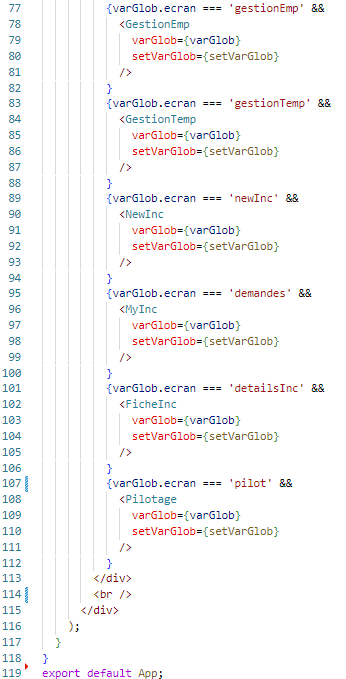 77 {varGlob.ecran === 'gestionEmp' &&
78 <GestionEmp
79 varGlob={varGlob}
80 setVarGlob={setVarGlob}
81 />
82 }
83 {varGlob.ecran === 'gestionTemp' &&
84 <GestionTemp
85 varGlob={varGlob}
86 setVarGlob={setVarGlob}
87 />
88 }
89 {varGlob.ecran === 'newInc' &&
90 <NewInc
91 varGlob={varGlob}
92 setVarGlob={setVarGlob}
93 />
94 }
95 {varGlob.ecran === 'demandes' &&
96 <MyInc
97 varGlob={varGlob}
98 setVarGlob={setVarGlob}
99 />
100 }
101 {varGlob.ecran === 'detailsInc' &&
102 <FicheInc
103 varGlob={varGlob}
104 setVarGlob={setVarGlob}
105 />
106 }
107 {varGlob.ecran === 'pilot' &&
108 <Pilotage
109 varGlob={varGlob}
110 setVarGlob={setVarGlob}
111 />
112 }
113 </div>
114 <br />
115 </div>
116 );
117 }
118 }
119 export default App;